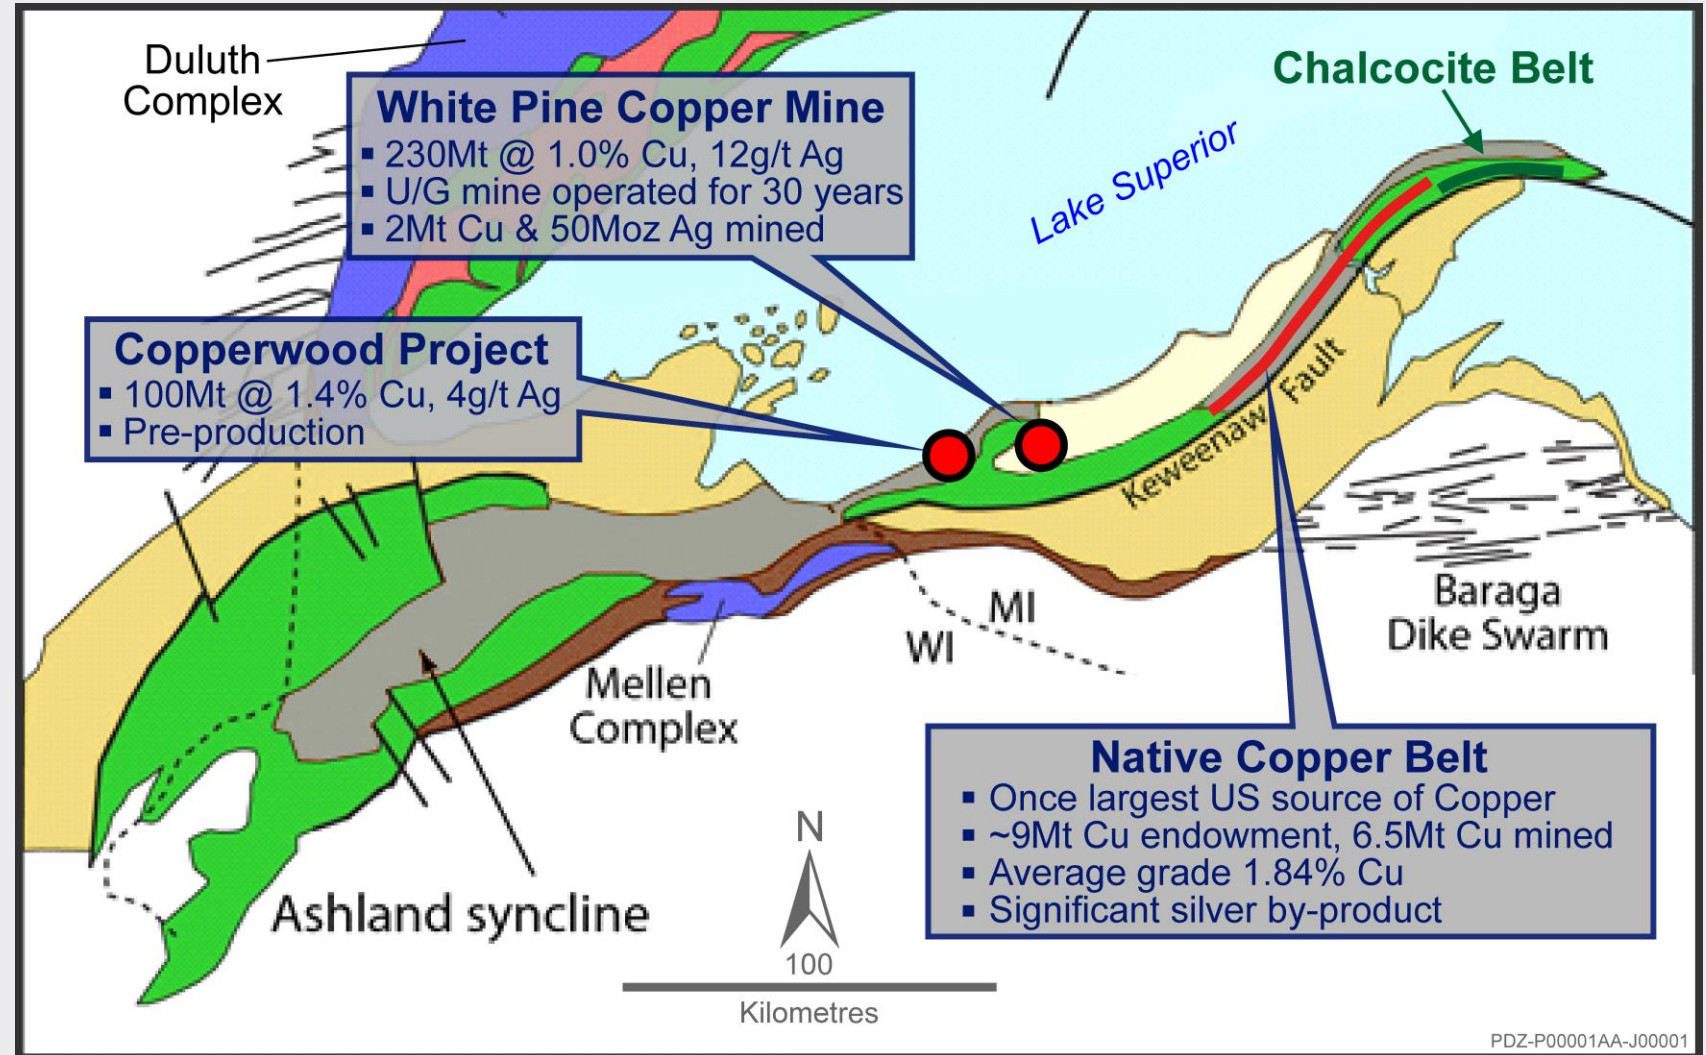 Duluth
Complex
White Pine Copper Mine
▪ 230Mt @ 1.0% Cu, 12g/t Ag
▪ U/G mine operated for 30 years
▪ 2Mt Cu & 50Moz Ag mined
Chalcocite Belt
Lake Superior
Copperwood Project
▪ 100Mt @ 1.4% Cu, 4g/t Ag
▪ Pre-production
Keweenaw Fault
MI
WI
Baraga
Dike Swarm
Mellen
Complex
Native Copper Belt
▪ Once largest US source of Copper
▪ ~9Mt Cu endowment, 6.5Mt Cu mined
▪ Average grade 1.84% Cu
▪ Significant silver by-product
Ashland syncline
N
100
Kilometres
PDZ-P00001AA-J00001